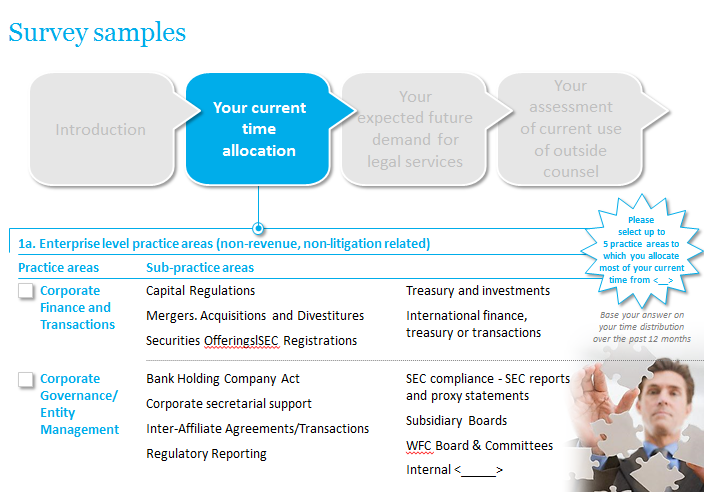 Survey samples
Introduction
Your current
time
allocation
Your
expected future
demand for
legal services
Your
assessment
of current use
of outside
counsel
Please
select up to
5 practice areas to
which you allocate
most of your current
time from <__>
1a. Enterprise level practice areas (non-revenue, non-litigation related)
Practice areas
Sub-practice areas
Base your answer on
your time distribution
over the past 12 months
Corporate
Finance and
Transactions
Capital Regulations
Mergers. Acquisitions and Divestitures
Securities Offerings|SEC Registrations
Treasury and investments
International finance,
treasury or transactions
Corporate
Governance/
Entity
Management
Bank Holding Company Act
Corporate secretarial support
Inter-Affiliate Agreements/Transactions
Regulatory Reporting
SEC compliance - SEC reports
and proxy statements
Subsidiary Boards
WFC Board & Committees
Internal <_____>